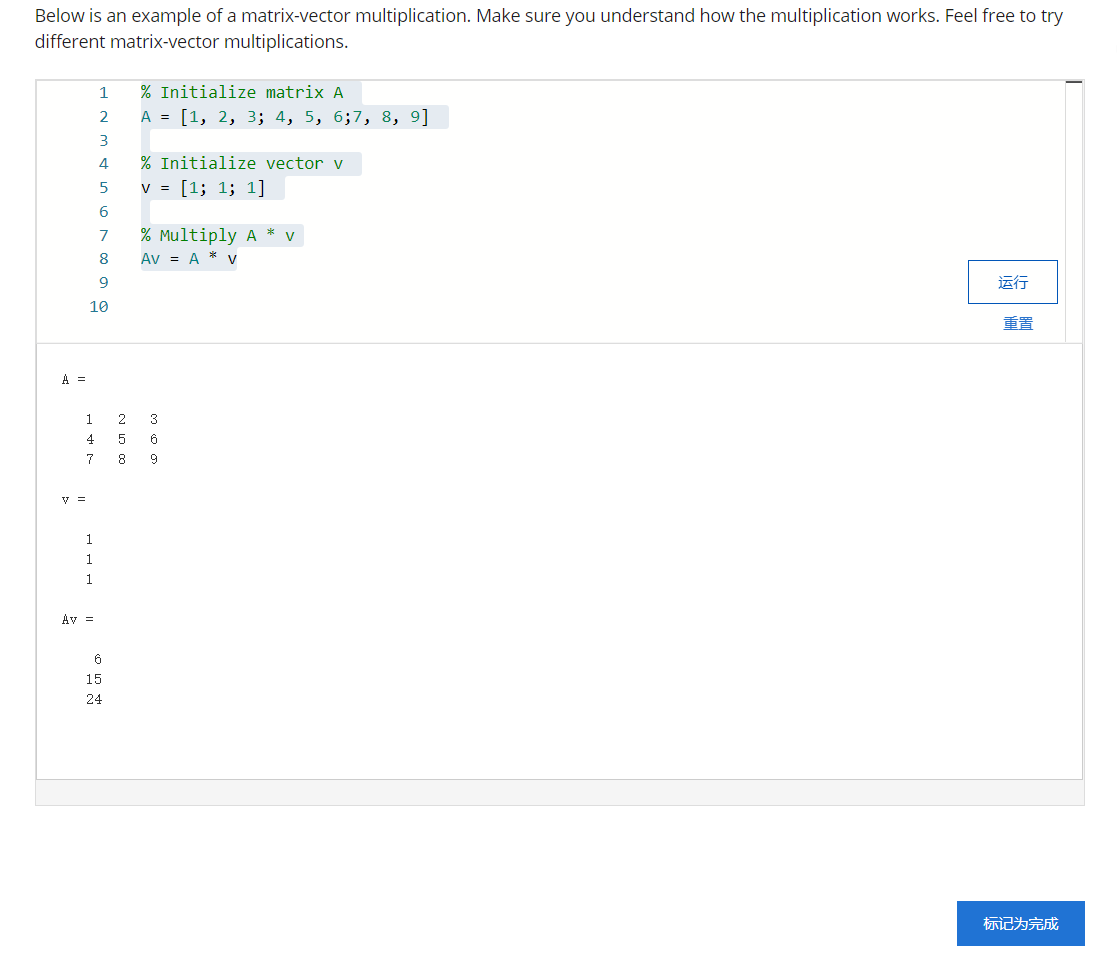 Below is an example of a matrix-vector multiplication. Make sure you understand how the multiplication works. Feel free to try
different matrix-vector multiplications.
1 % Initialize matrix A
2 A = [1, 2, 3; 4, 5, 6;7, 8, 9]
3
4 % Initialize vector v
5 v = [1; 1; 1]
6
7 % Multiply A * v
8 Av = A * v
9
10
运行
重置
A =
1 2 3
4 5 6
7 8 9
v =
1
1
1
Av =
6
15
24
标记为完成